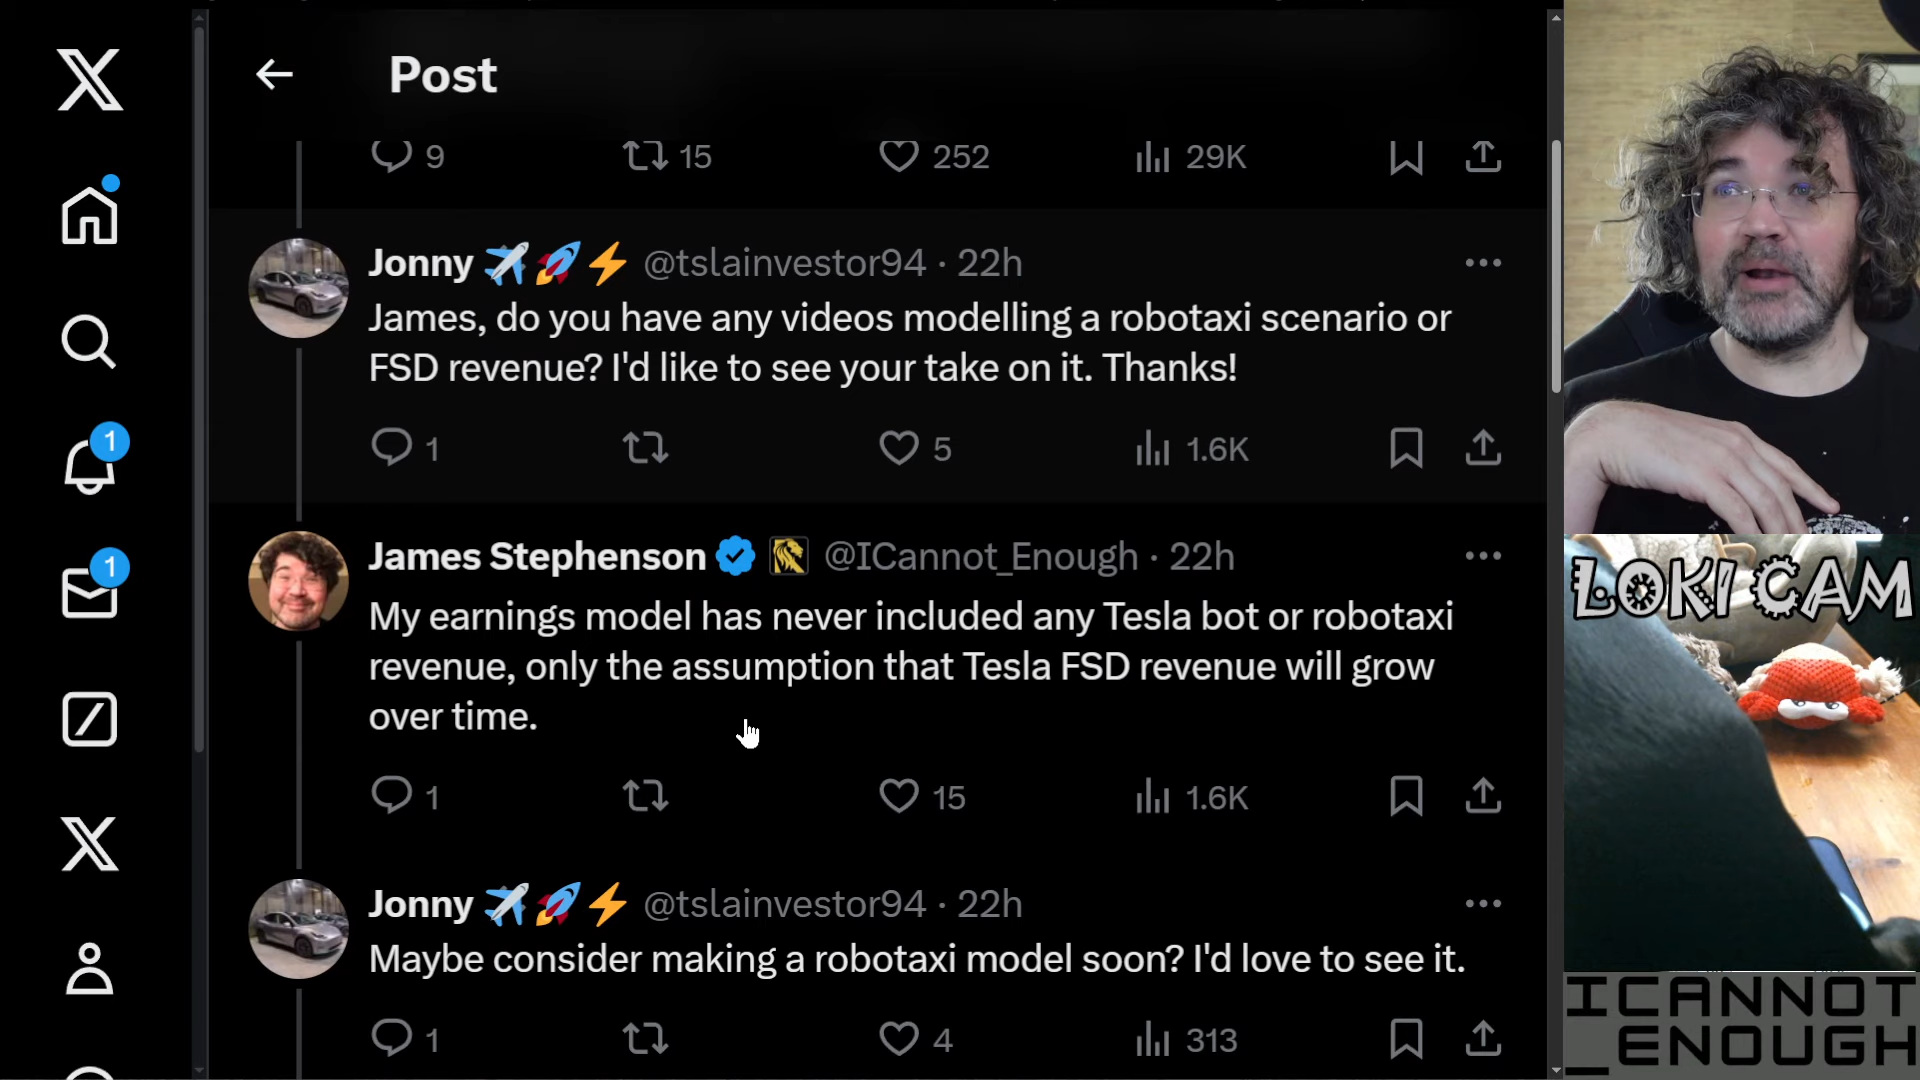 Post
9 15 252 29K
Jonny ✈️🚀⚡ @tslainvestor94 · 22h
James, do you have any videos modelling a robotaxi scenario or
FSD revenue? I'd like to see your take on it. Thanks!
1 5 1.6K
James Stephenson @ICannot_Enough · 22h
My earnings model has never included any Tesla bot or robotaxi
revenue, only the assumption that Tesla FSD revenue will grow
over time.
1 15 1.6K
Jonny ✈️🚀⚡ @tslainvestor94 · 22h
Maybe consider making a robotaxi model soon? I'd love to see it.
1 4 313
1
1
LOKI CAM
ICANNOT
_ENOUGH